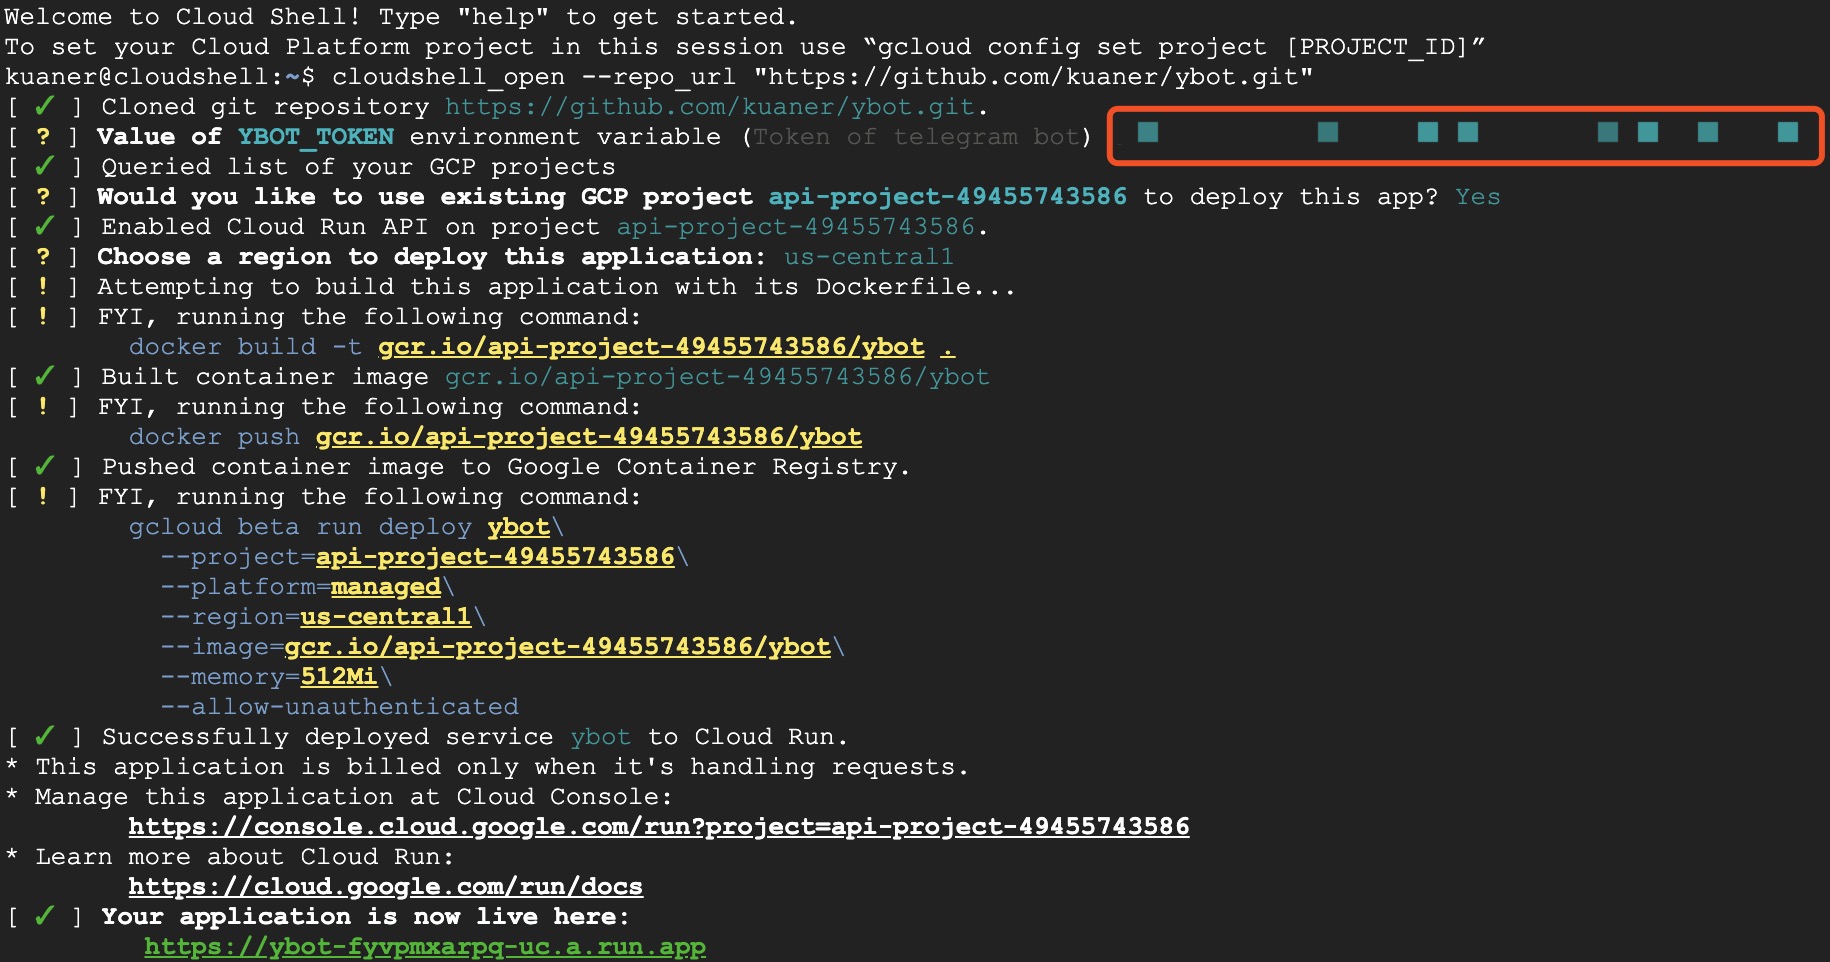 Welcome to Cloud Shell! Type "help" to get started.
To set your Cloud Platform project in this session use “gcloud config set project [PROJECT_ID]”
kuaner@cloudshell:~$ cloudshell_open --repo_url "https://github.com/kuaner/ybot.git"
[ ✓ ] Cloned git repository https://github.com/kuaner/ybot.git.
[ ? ] Value of YBOT_TOKEN environment variable (Token of telegram bot)
[ ✓ ] Queried list of your GCP projects
[ ? ] Would you like to use existing GCP project api-project-49455743586 to deploy this app? Yes
[ ✓ ] Enabled Cloud Run API on project api-project-49455743586.
[ ? ] Choose a region to deploy this application: us-central1
[ ! ] Attempting to build this application with its Dockerfile...
[ ! ] FYI, running the following command:
docker build -t gcr.io/api-project-49455743586/ybot .
[ ✓ ] Built container image gcr.io/api-project-49455743586/ybot
[ ! ] FYI, running the following command:
docker push gcr.io/api-project-49455743586/ybot
[ ✓ ] Pushed container image to Google Container Registry.
[ ! ] FYI, running the following command:
gcloud beta run deploy ybot\
--project=api-project-49455743586\
--platform=managed\
--region=us-central1\
--image=gcr.io/api-project-49455743586/ybot\
--memory=512Mi\
--allow-unauthenticated
[ ✓ ] Successfully deployed service ybot to Cloud Run.
* This application is billed only when it's handling requests.
* Manage this application at Cloud Console:
https://console.cloud.google.com/run?project=api-project-49455743586
* Learn more about Cloud Run:
https://cloud.google.com/run/docs
[ ✓ ] Your application is now live here:
https://ybot-fyvpmxarpq-uc.a.run.app